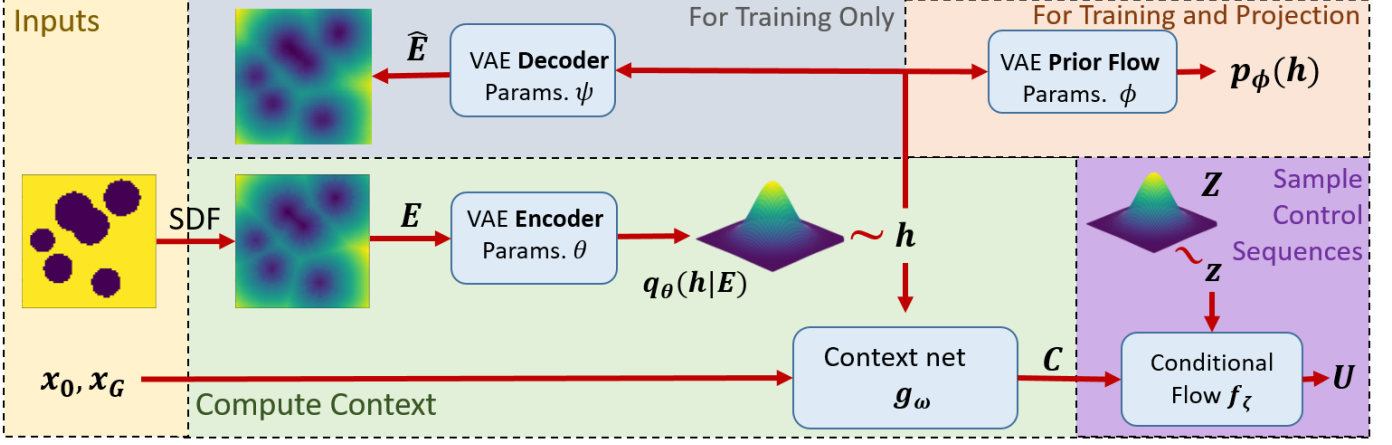 Inputs
For Training Only
For Training and Projection
Ê
VAE Decoder
Params. ψ
VAE Prior Flow
Params. ϕ
p_ϕ(h)
SDF
E
VAE Encoder
Params. θ
q_θ(h|E)
~ h
Z
Sample
Control
Sequences
~
z
x_0, x_G
Context net
g_ω
C
Conditional
Flow f_ζ
U
Compute Context